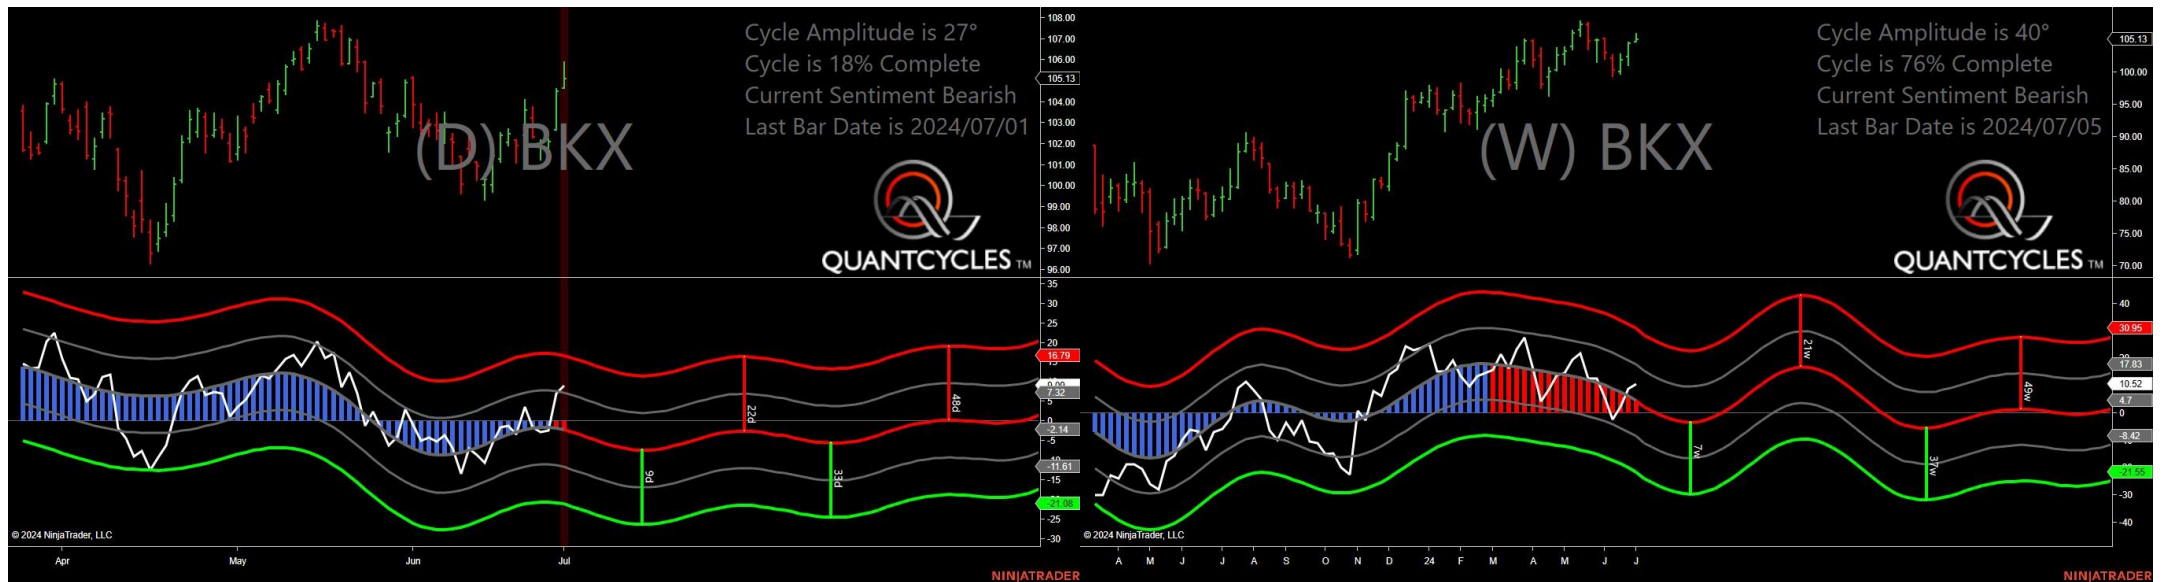 Cycle Amplitude is 27°
Cycle is 18% Complete
Current Sentiment Bearish
Last Bar Date is 2024/07/01
(D) BKX
QUANTCYCLES TM
108.00
107.00
106.00
105.13
104.00
103.00
102.00
101.00
100.00
99.00
98.00
97.00
96.00
35
30
25
20
16.79
7.32
5
0
-2.14
-5
-11.61
-15
-21.08
-25
-30
9d
22d
33d
48d
© 2024 NinjaTrader, LLC
Apr May Jun Jul
NINJATRADER
Cycle Amplitude is 40°
Cycle is 76% Complete
Current Sentiment Bearish
Last Bar Date is 2024/07/05
(W) BKX
QUANTCYCLES TM
105.13
100.00
95.00
90.00
85.00
80.00
75.00
70.00
40
30.95
17.83
10.52
4.7
0
-8.42
-21.55
-30
-40
7w
21w
37w
49w
© 2024 NinjaTrader, LLC
A M J J A S O N D 24 F M A M J J
NINJATRADER